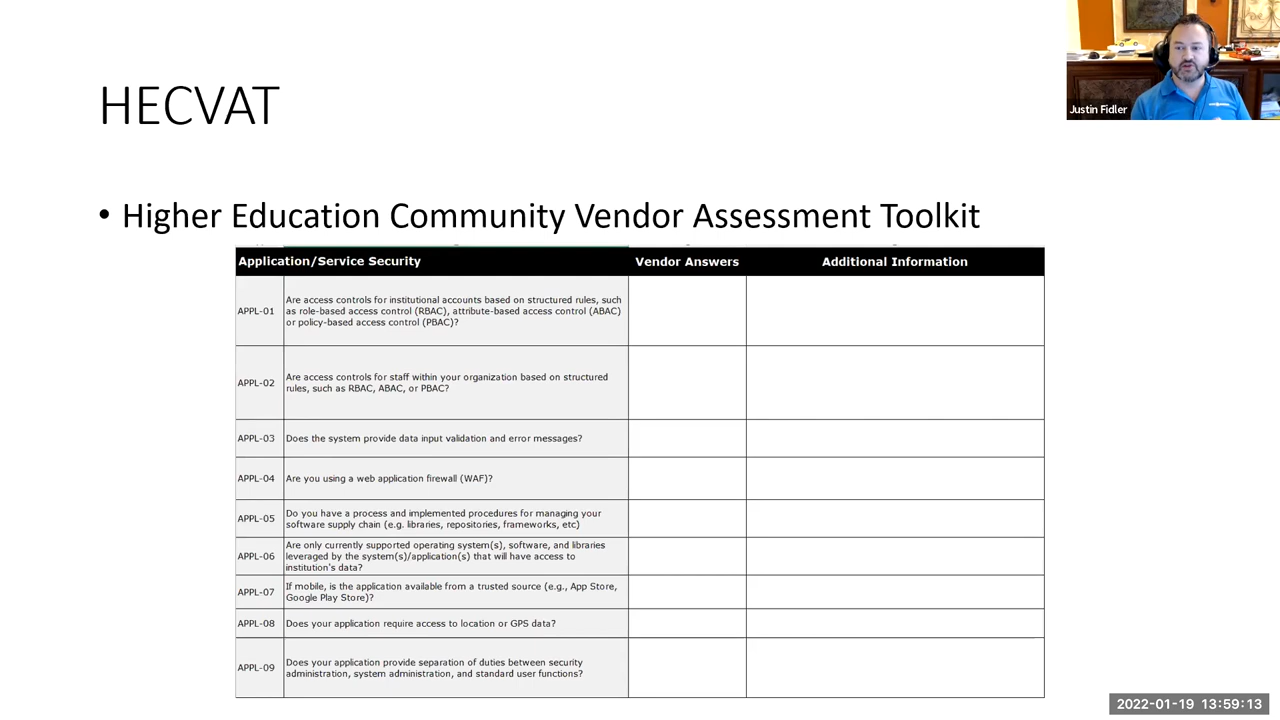 HECVAT
Justin Fidler
• Higher Education Community Vendor Assessment Toolkit
Application/Service Security Vendor Answers Additional Information
APPL-01 Are access controls for institutional accounts based on structured rules, such
as role-based access control (RBAC), attribute-based access control (ABAC)
or policy-based access control (PBAC)?
APPL-02 Are access controls for staff within your organization based on structured
rules, such as RBAC, ABAC, or PBAC?
APPL-03 Does the system provide data input validation and error messages?
APPL-04 Are you using a web application firewall (WAF)?
APPL-05 Do you have a process and implemented procedures for managing your
software supply chain (e.g. libraries, repositories, frameworks, etc)
APPL-06 Are only currently supported operating system(s), software, and libraries
leveraged by the system(s)/application(s) that will have access to
institution's data?
APPL-07 If mobile, is the application available from a trusted source (e.g., App Store,
Google Play Store)?
APPL-08 Does your application require access to location or GPS data?
APPL-09 Does your application provide separation of duties between security
administration, system administration, and standard user functions?
2022-01-19 13:59:13